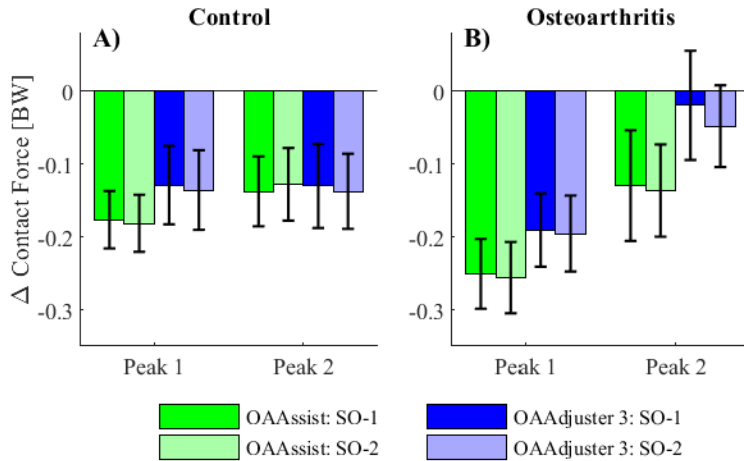 Control
Osteoarthritis
A)
B)
Δ Contact Force [BW]
0
-0.1
-0.2
-0.3
Peak 1
Peak 2
0
-0.1
-0.2
-0.3
Peak 1
Peak 2
OAAssist: SO-1
OAAdjuster 3: SO-1
OAAssist: SO-2
OAAdjuster 3: SO-2